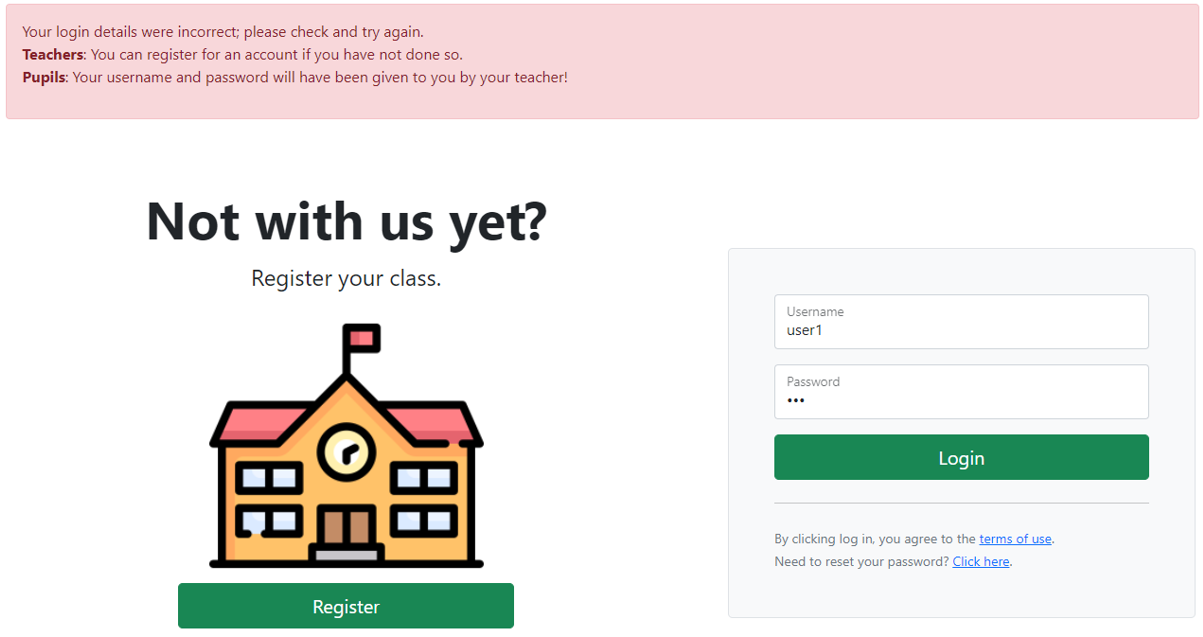 Your login details were incorrect; please check and try again.
Teachers: You can register for an account if you have not done so.
Pupils: Your username and password will have been given to you by your teacher!
Not with us yet?
Register your class.
Register
Username
user1
Password
•••
Login
By clicking log in, you agree to the terms of use.
Need to reset your password? Click here.